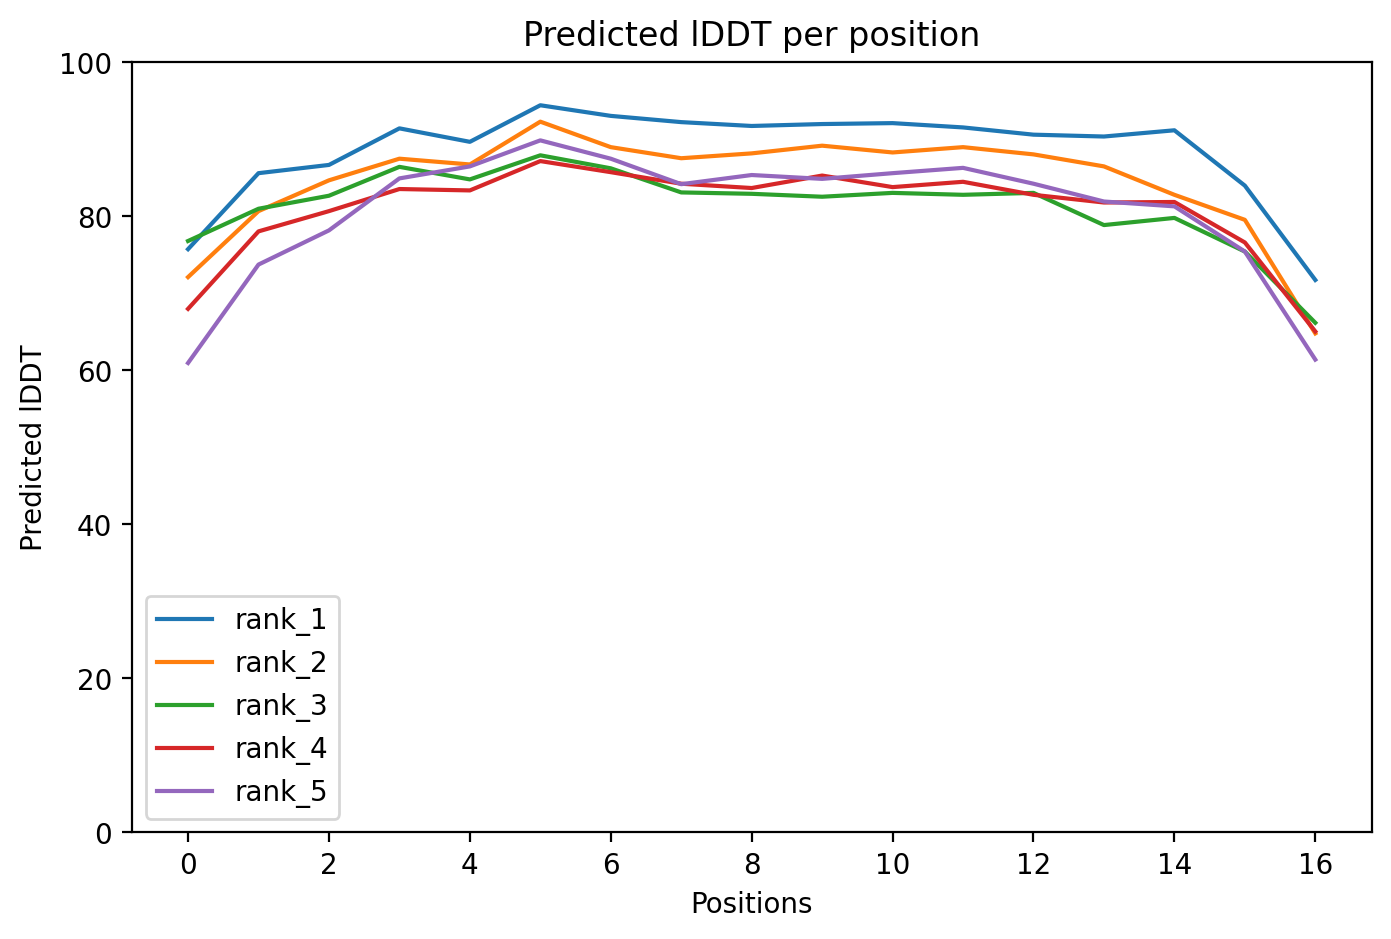 Predicted lDDT per position
Predicted lDDT
100
80
60
40
20
0
rank_1
rank_2
rank_3
rank_4
rank_5
0 2 4 6 8 10 12 14 16
Positions